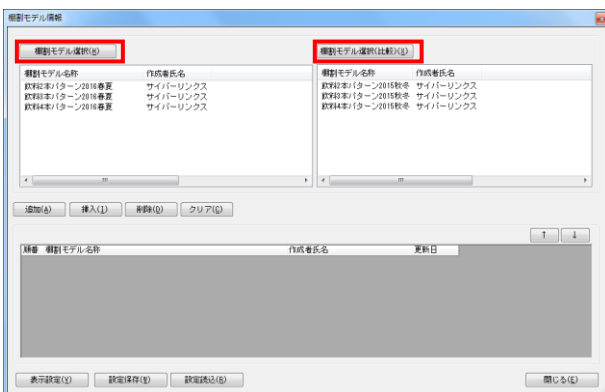 棚割モデル情報
棚割モデル選択(M) 棚割モデル選択(比較)(X)
棚割モデル名称 作成者氏名 棚割モデル名称 作成者氏名
飲料2本パターン2016春夏 サイバーリンクス 飲料2本パターン2015秋冬 サイバーリンクス
飲料3本パターン2016春夏 サイバーリンクス 飲料3本パターン2015秋冬 サイバーリンクス
飲料4本パターン2016春夏 サイバーリンクス 飲料4本パターン2015秋冬 サイバーリンクス
追加(A) 挿入(I) 削除(D) クリア(C)
↑ ↓
順番 棚割モデル名称 作成者氏名 更新日
表示設定(V) 設定保存(W) 設定読込(R) 閉じる(E)